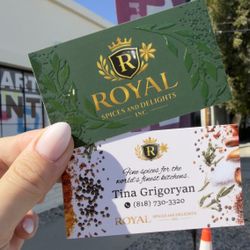 R
ROYAL
SPICES AND DELIGHTS
INC.
R
Fine spices for the
world's finest kitchens.
Tina Grigoryan
(818) 730-3320
ROYAL SPICES AND DELIGHTS